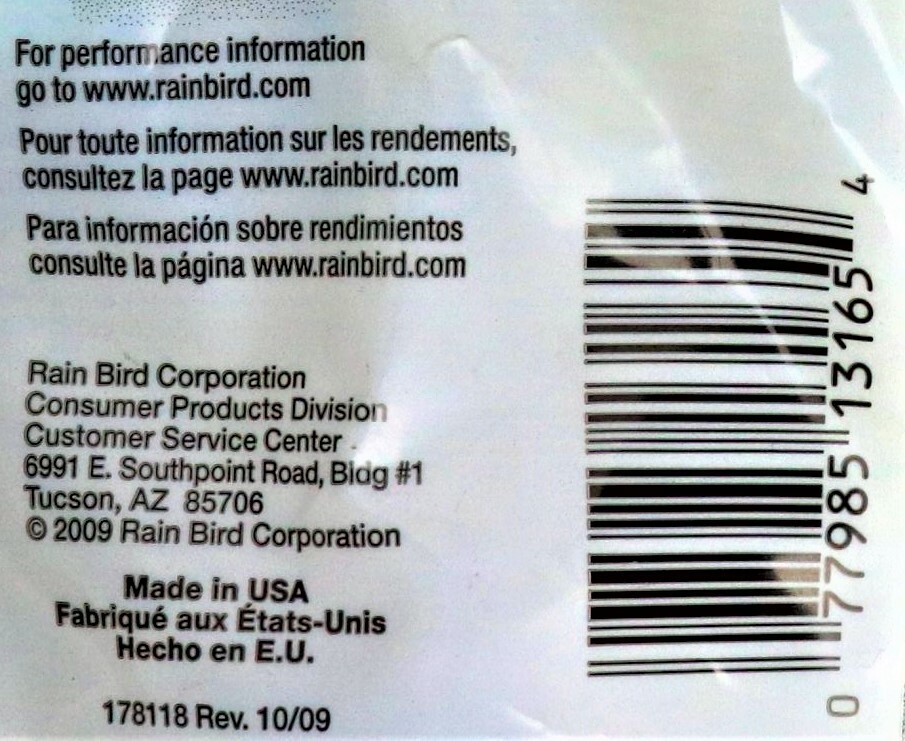 For performance information
go to www.rainbird.com
Pour toute information sur les rendements,
consultez la page www.rainbird.com
Para información sobre rendimientos
consulte la página www.rainbird.com
Rain Bird Corporation
Consumer Products Division
Customer Service Center
6991 E. Southpoint Road, Bldg #1
Tucson, AZ 85706
© 2009 Rain Bird Corporation
Made in USA
Fabriqué aux États-Unis
Hecho en E.U.
178118 Rev. 10/09
0 77985 13165 4